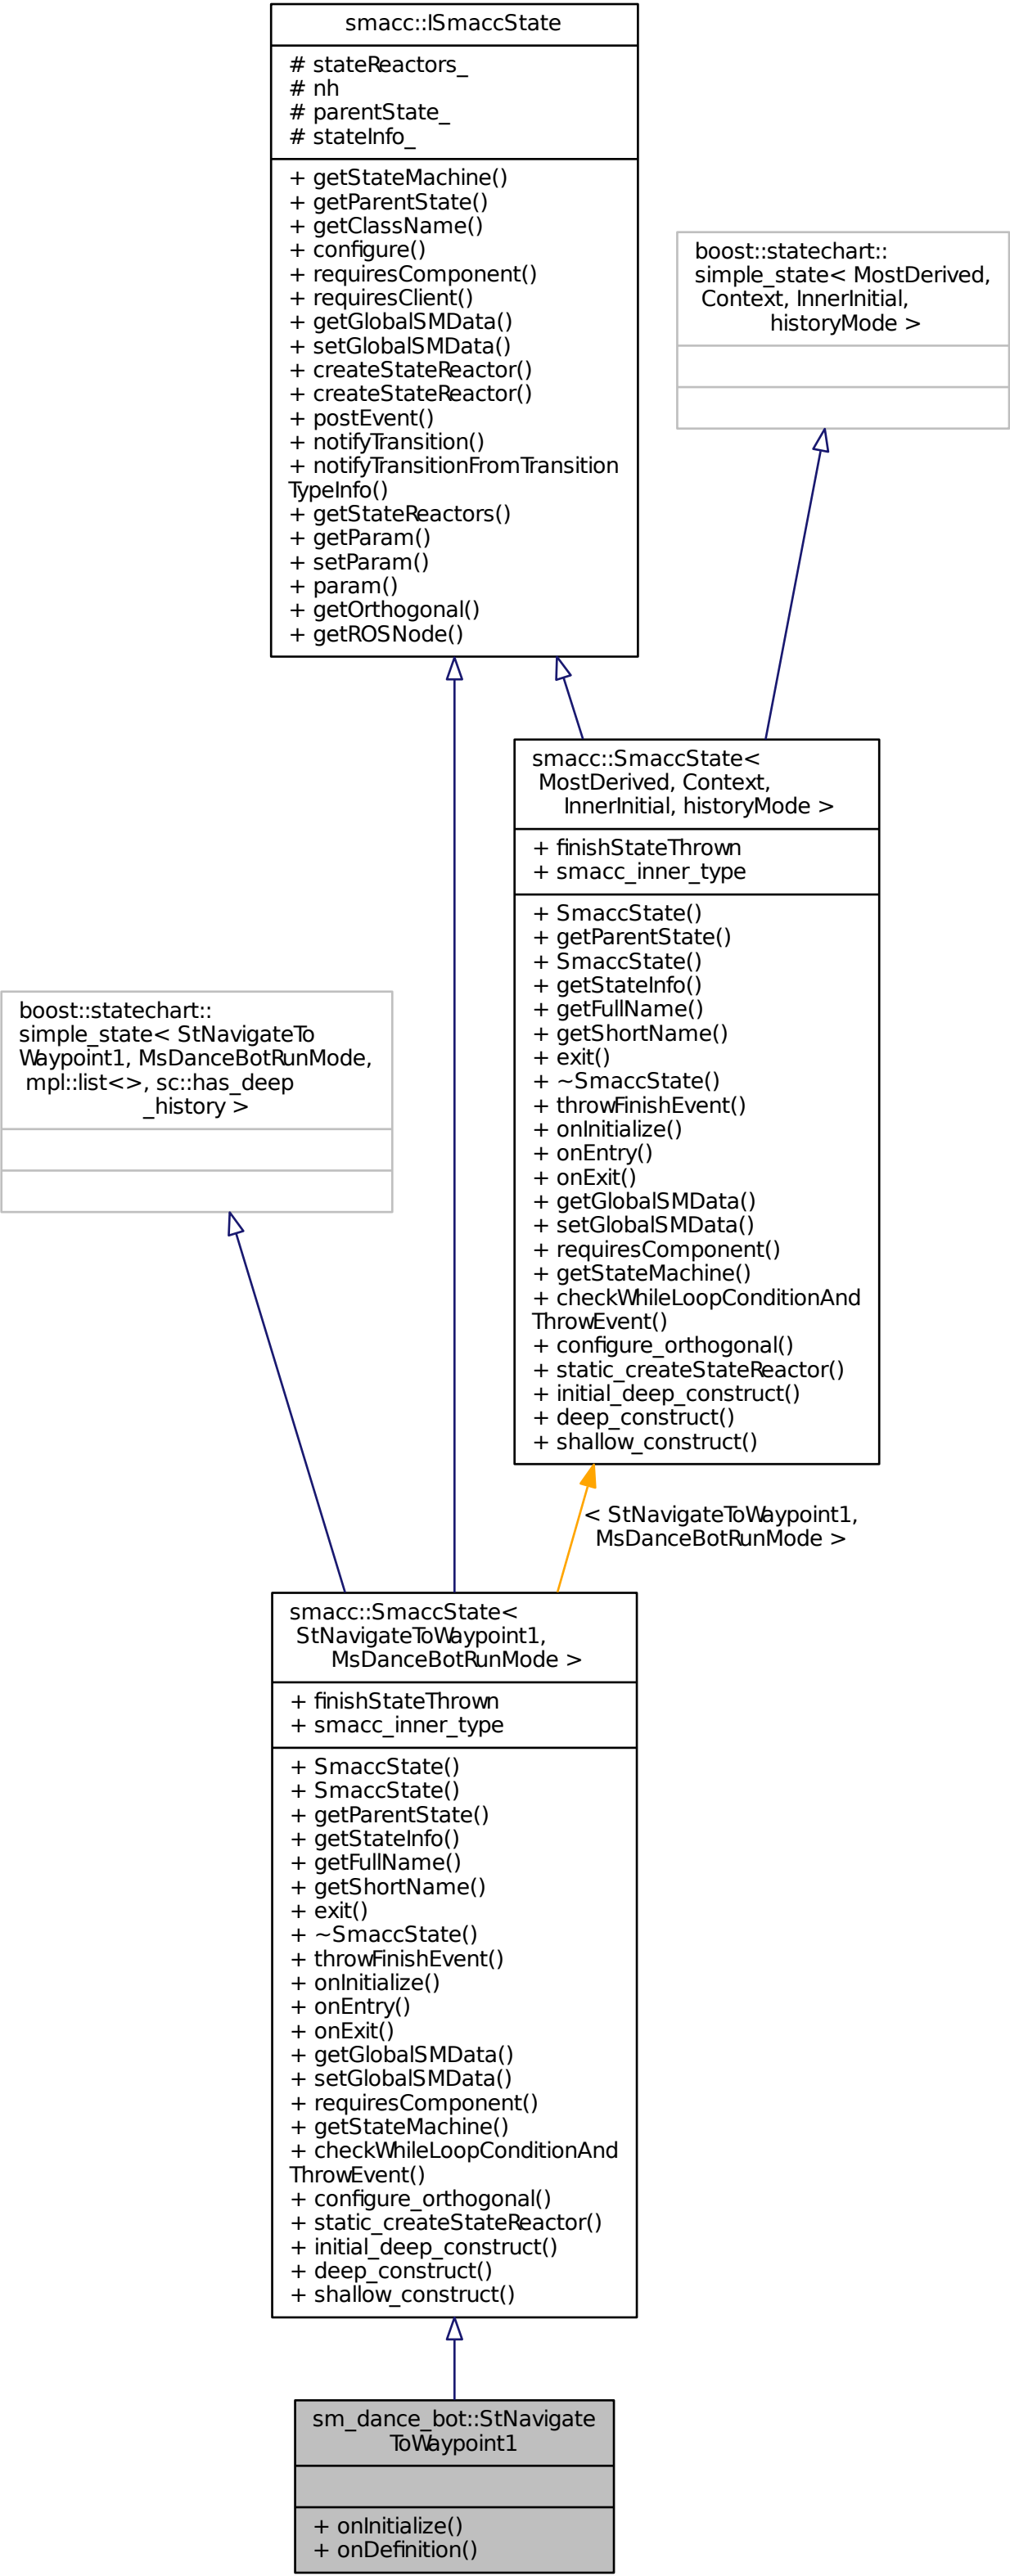 smacc::ISmaccState
# stateReactors_
# nh
# parentState_
# stateInfo_
+ getStateMachine()
+ getParentState()
+ getClassName()
+ configure()
+ requiresComponent()
+ requiresClient()
+ getGlobalSMData()
+ setGlobalSMData()
+ createStateReactor()
+ createStateReactor()
+ postEvent()
+ notifyTransition()
+ notifyTransitionFromTransition
TypeInfo()
+ getStateReactors()
+ getParam()
+ setParam()
+ param()
+ getOrthogonal()
+ getROSNode()
boost::statechart::
simple_state< MostDerived,
Context, InnerInitial,
historyMode >
smacc::SmaccState<
MostDerived, Context,
InnerInitial, historyMode >
+ finishStateThrown
+ smacc_inner_type
+ SmaccState()
+ getParentState()
+ SmaccState()
+ getStateInfo()
+ getFullName()
+ getShortName()
+ exit()
+ ~SmaccState()
+ throwFinishEvent()
+ onInitialize()
+ onEntry()
+ onExit()
+ getGlobalSMData()
+ setGlobalSMData()
+ requiresComponent()
+ getStateMachine()
+ checkWhileLoopConditionAnd
ThrowEvent()
+ configure_orthogonal()
+ static_createStateReactor()
+ initial_deep_construct()
+ deep_construct()
+ shallow_construct()
boost::statechart::
simple_state< StNavigateTo
Waypoint1, MsDanceBotRunMode,
mpl::list<>, sc::has_deep
_history >
< StNavigateToWaypoint1,
MsDanceBotRunMode >
smacc::SmaccState<
StNavigateToWaypoint1,
MsDanceBotRunMode >
+ finishStateThrown
+ smacc_inner_type
+ SmaccState()
+ SmaccState()
+ getParentState()
+ getStateInfo()
+ getFullName()
+ getShortName()
+ exit()
+ ~SmaccState()
+ throwFinishEvent()
+ onInitialize()
+ onEntry()
+ onExit()
+ getGlobalSMData()
+ setGlobalSMData()
+ requiresComponent()
+ getStateMachine()
+ checkWhileLoopConditionAnd
ThrowEvent()
+ configure_orthogonal()
+ static_createStateReactor()
+ initial_deep_construct()
+ deep_construct()
+ shallow_construct()
sm_dance_bot::StNavigate
ToWaypoint1
+ onInitialize()
+ onDefinition()